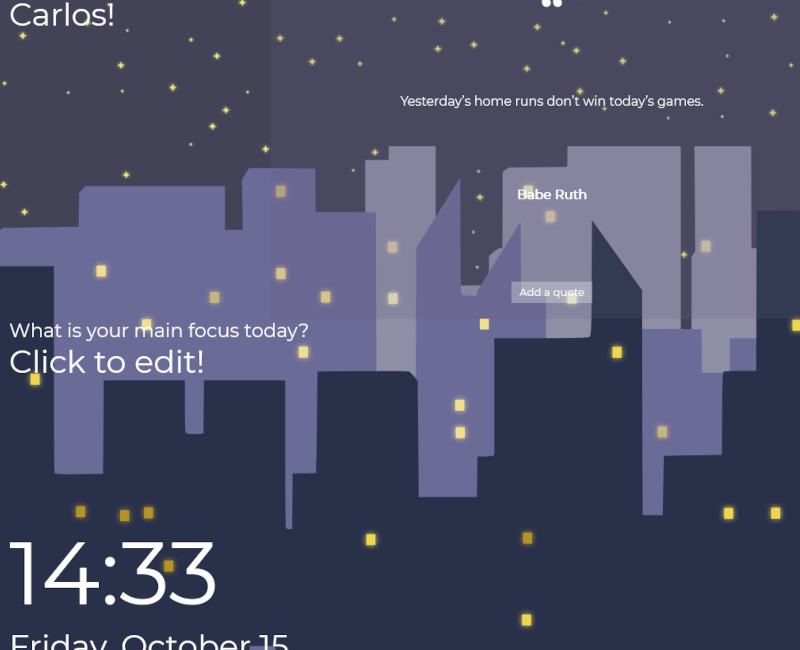 Carlos!
“
Yesterday's home runs don't win today's games.
Babe Ruth
Add a quote
What is your main focus today?
Click to edit!
14:33
Friday, October 15